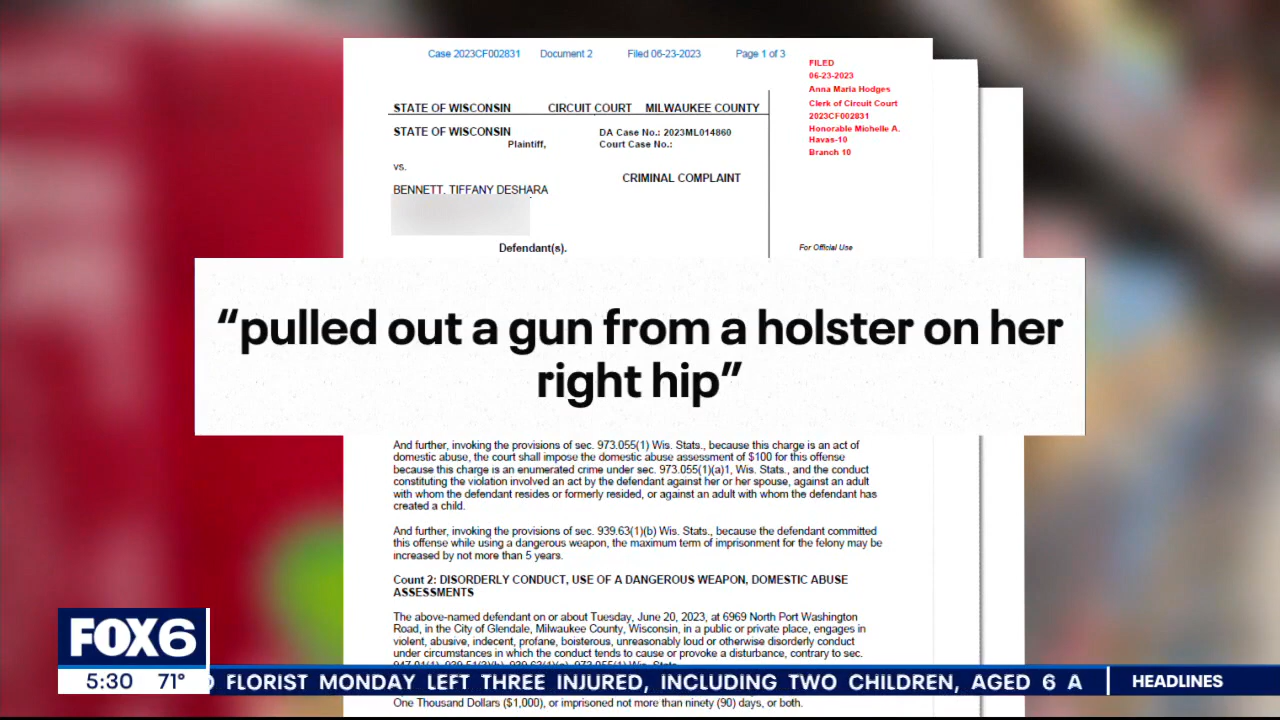 Case 2023CF002831 Document 2 Filed 06-23-2023 Page 1 of 3
FILED
06-23-2023
Anna Maria Hodges
Clerk of Circuit Court
2023CF002831
Honorable Michelle A.
Havas-10
Branch 10
STATE OF WISCONSIN CIRCUIT COURT MILWAUKEE COUNTY
STATE OF WISCONSIN
Plaintiff,
DA Case No.: 2023ML014860
Court Case No.:
vs.
CRIMINAL COMPLAINT
BENNETT, TIFFANY DESHARA
Defendant(s).
For Official Use
“pulled out a gun from a holster on her
right hip”
And further, invoking the provisions of sec. 973.055(1) Wis. Stats., because this charge is an act of
domestic abuse, the court shall impose the domestic abuse assessment of $100 for this offense
because this charge is an enumerated crime under sec. 973.055(1)(a)1, Wis. Stats., and the conduct
constituting the violation involved an act by the defendant against her or her spouse, against an adult
with whom the defendant resides or formerly resided, or against an adult with whom the defendant has
created a child.
And further, invoking the provisions of sec. 939.63(1)(b) Wis. Stats., because the defendant committed
this offense while using a dangerous weapon, the maximum term of imprisonment for the felony may be
increased by not more than 5 years.
Count 2: DISORDERLY CONDUCT, USE OF A DANGEROUS WEAPON, DOMESTIC ABUSE
ASSESSMENTS
The above-named defendant on or about Tuesday, June 20, 2023, at 6969 North Port Washington
Road, in the City of Glendale, Milwaukee County, Wisconsin, in a public or private place, engages in
violent, abusive, indecent, profane, boisterous, unreasonably loud or otherwise disorderly conduct
under circumstances in which the conduct tends to cause or provoke a disturbance, contrary to sec.
FOX6
5:30 71°
FLORIST MONDAY LEFT THREE INJURED, INCLUDING TWO CHILDREN, AGED 6 A
HEADLINES
One Thousand Dollars ($1,000), or imprisoned not more than ninety (90) days, or both.